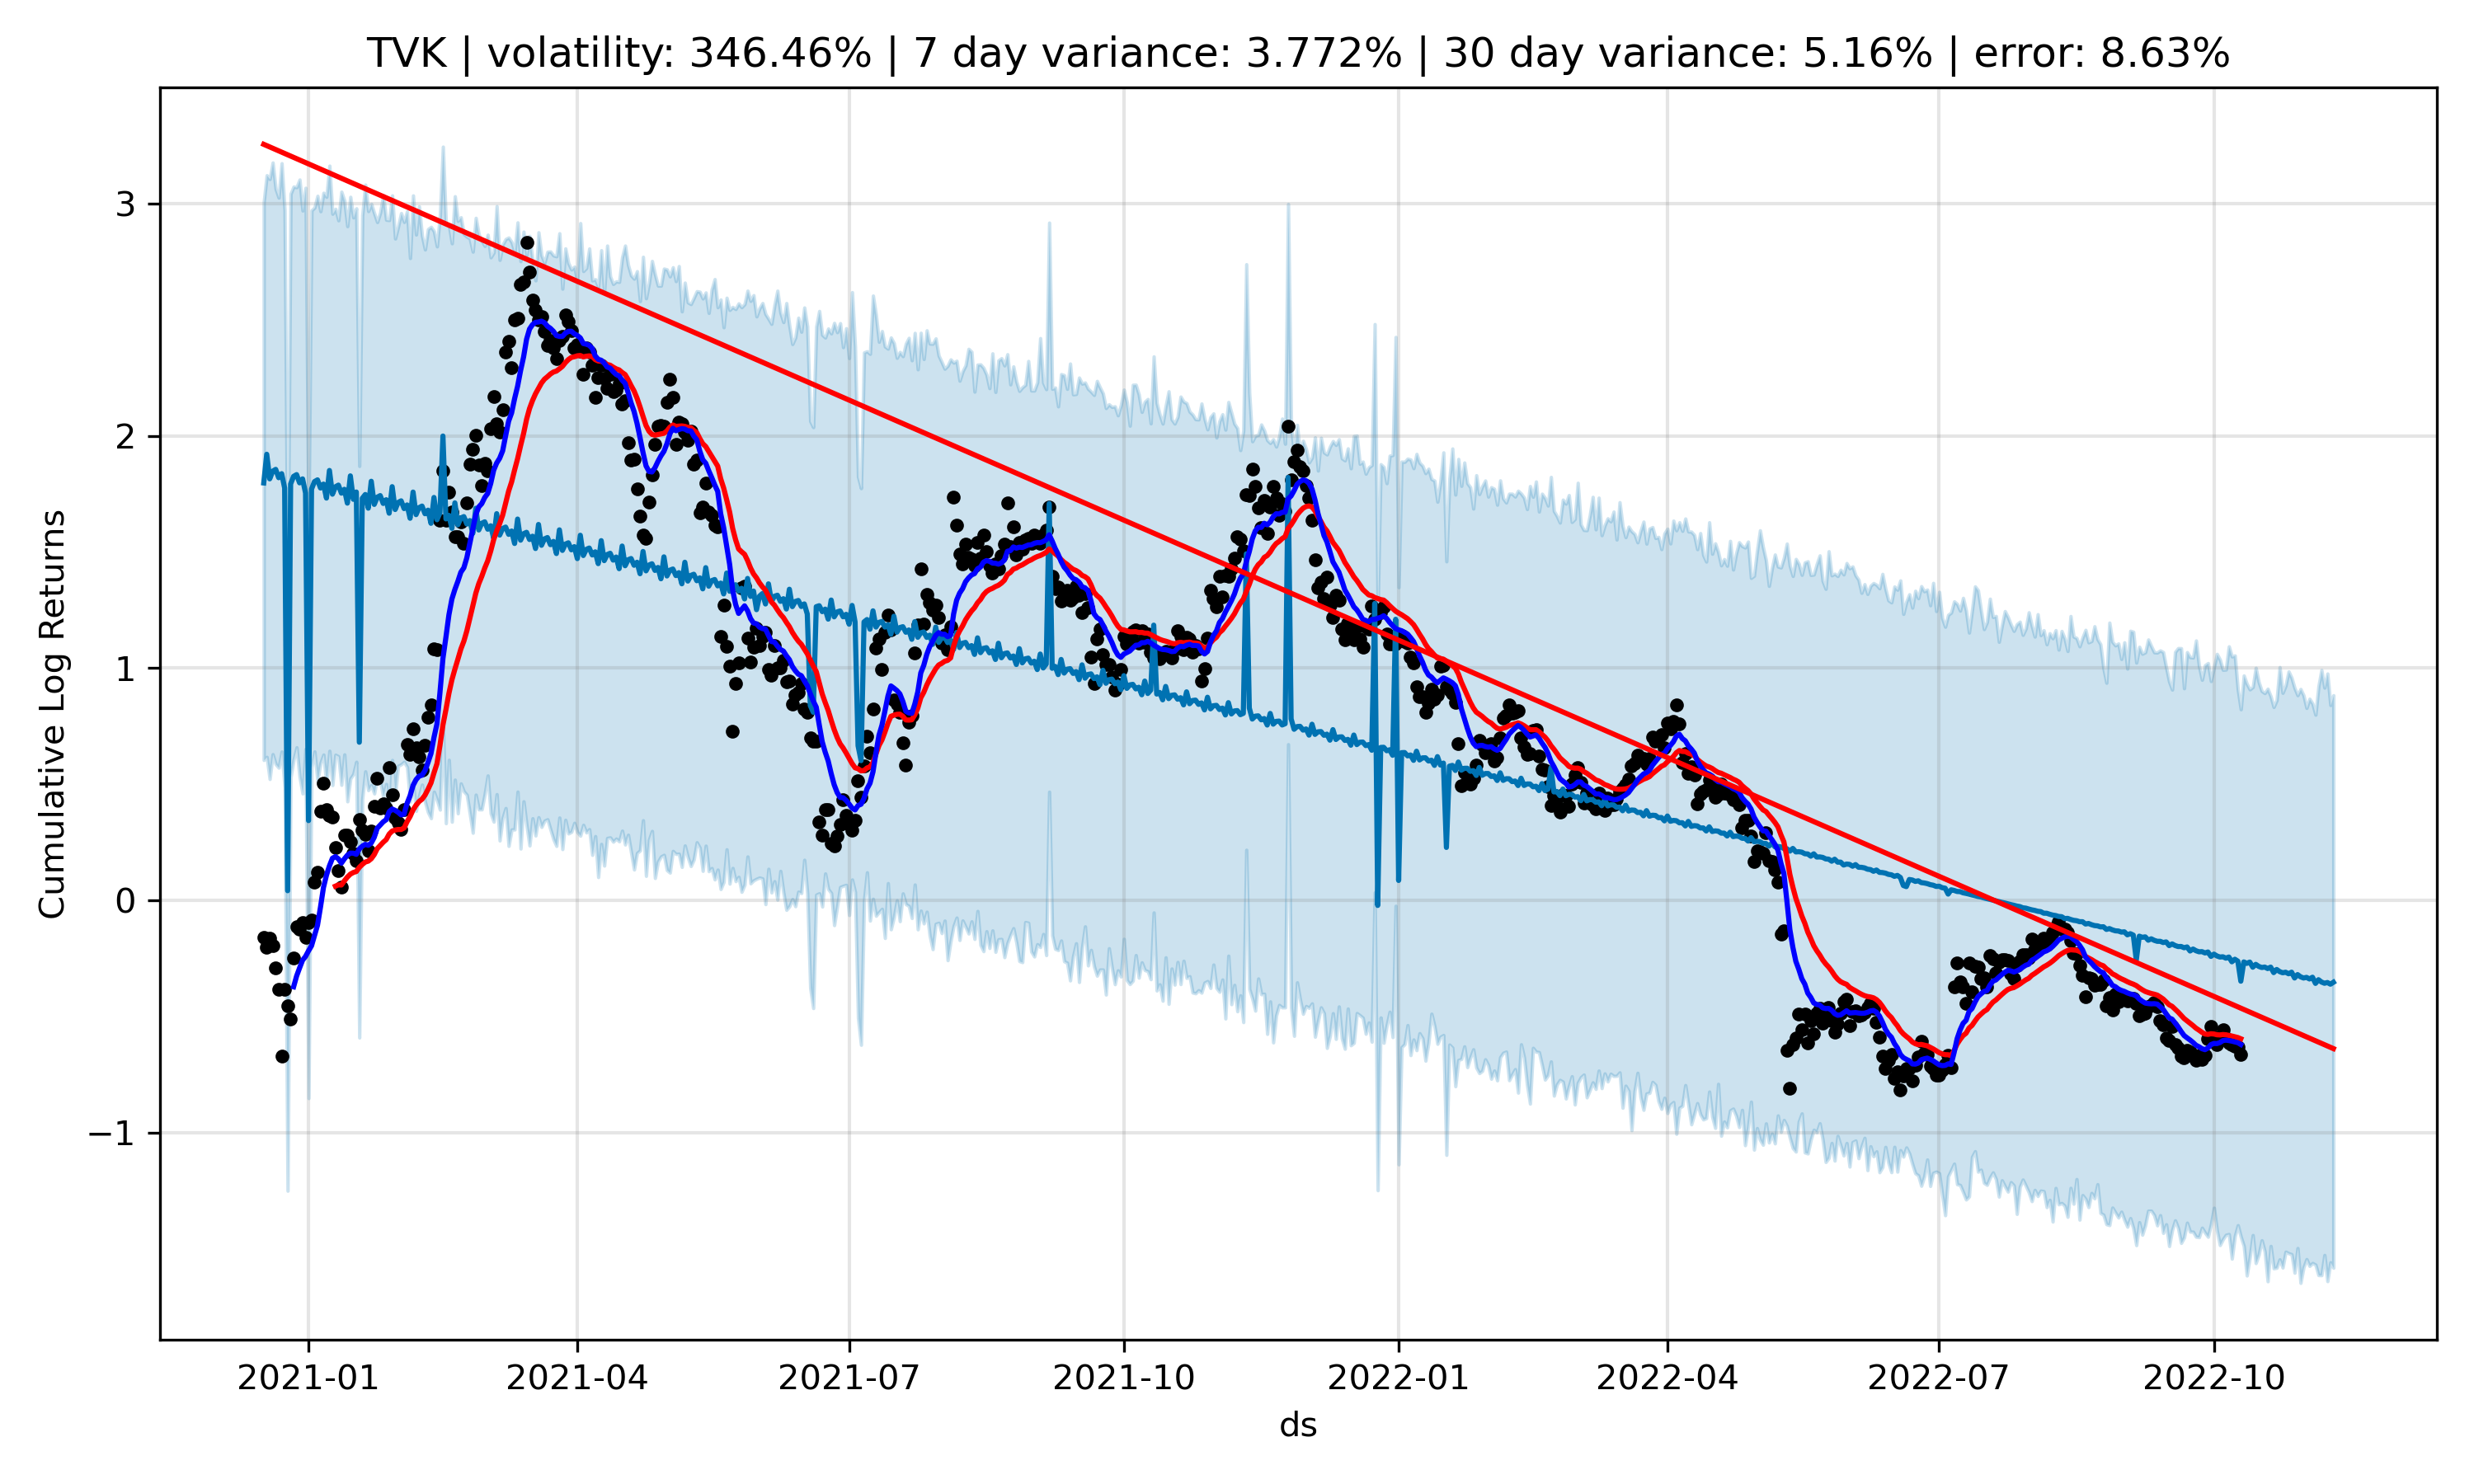 TVK | volatility: 346.46% | 7 day variance: 3.772% | 30 day variance: 5.16% | error: 8.63%
Cumulative Log Returns
3
2
1
0
−1
2021-01 2021-04 2021-07 2021-10 2022-01 2022-04 2022-07 2022-10
ds